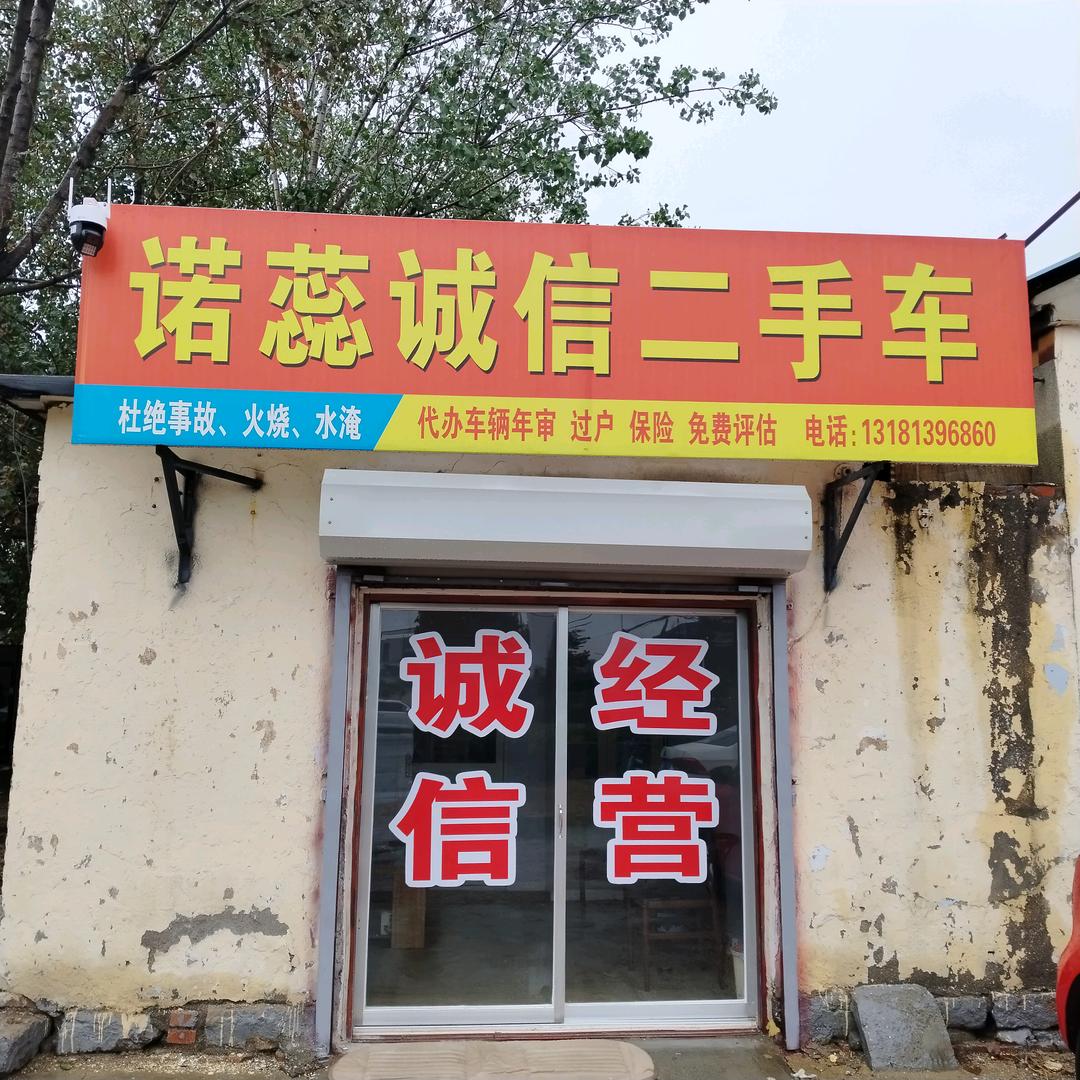 诺蕊诚信二手车
杜绝事故、火烧、水淹 代办车辆年审 过户 保险 免费评估 电话:13181396860
诚信
经营